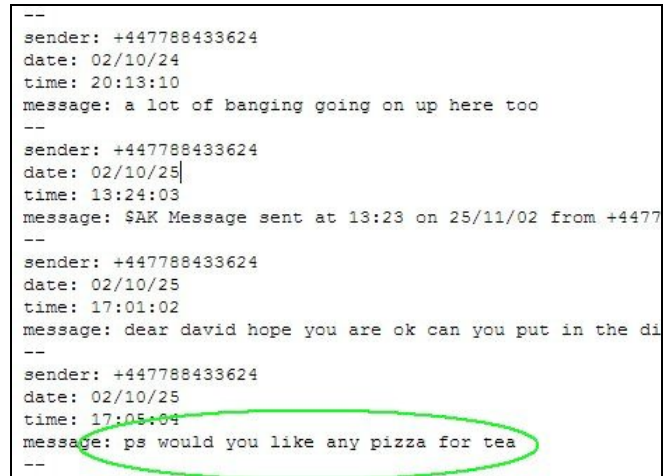 --
sender: +447788433624
date: 02/10/24
time: 20:13:10
message: a lot of banging going on up here too
--
sender: +447788433624
date: 02/10/25
time: 13:24:03
message: $AK Message sent at 13:23 on 25/11/02 from +4477
--
sender: +447788433624
date: 02/10/25
time: 17:01:02
message: dear david hope you are ok can you put in the di
--
sender: +447788433624
date: 02/10/25
time: 17:05:04
message: ps would you like any pizza for tea
--